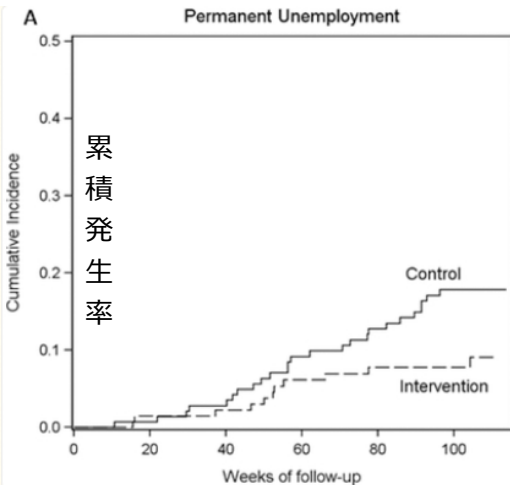 A
Permanent Unemployment
0.5
0.4
0.3
0.2
0.1
0.0
Cumulative Incidence
累積発生率
Control
Intervention
0 20 40 60 80 100
Weeks of follow-up